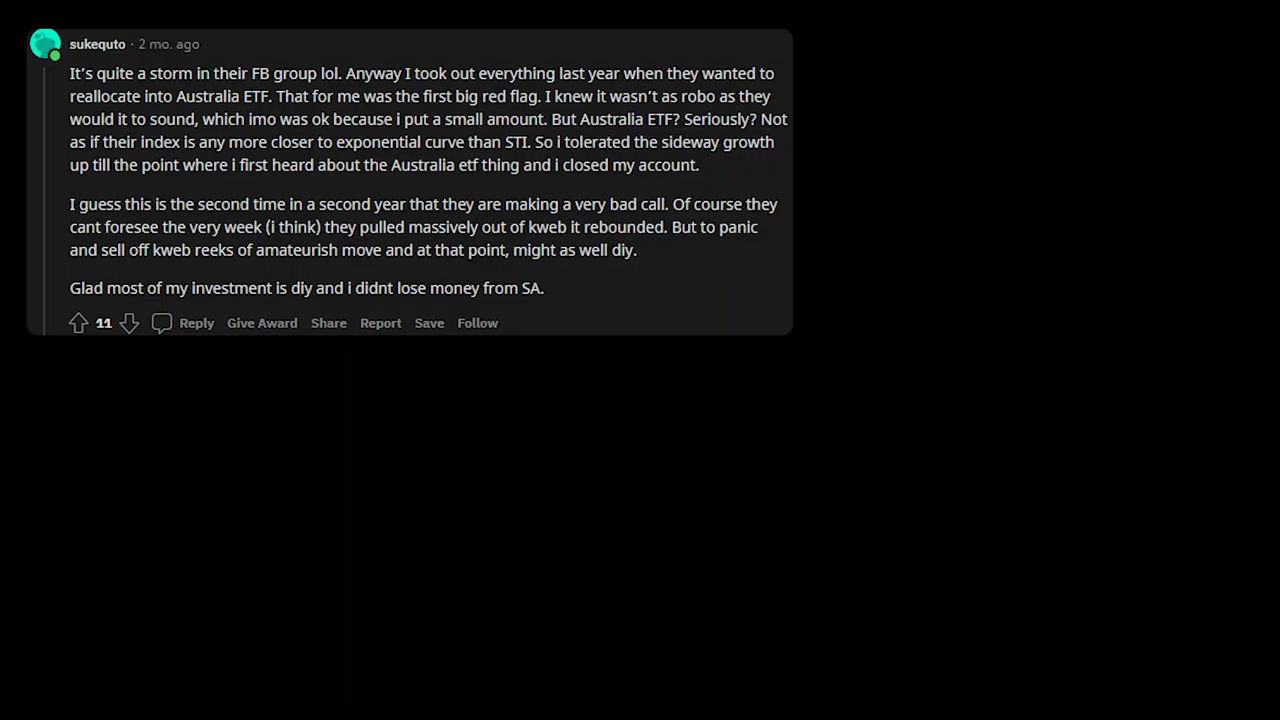 sukequto · 2 mo. ago
It's quite a storm in their FB group lol. Anyway I took out everything last year when they wanted to
reallocate into Australia ETF. That for me was the first big red flag. I knew it wasn't as robo as they
would it to sound, which imo was ok because i put a small amount. But Australia ETF? Seriously? Not
as if their index is any more closer to exponential curve than STI. So i tolerated the sideway growth
up till the point where i first heard about the Australia etf thing and i closed my account.
I guess this is the second time in a second year that they are making a very bad call. Of course they
cant foresee the very week (i think) they pulled massively out of kweb it rebounded. But to panic
and sell off kweb reeks of amateurish move and at that point, might as well diy.
Glad most of my investment is diy and i didnt lose money from SA.
11 Reply Give Award Share Report Save Follow